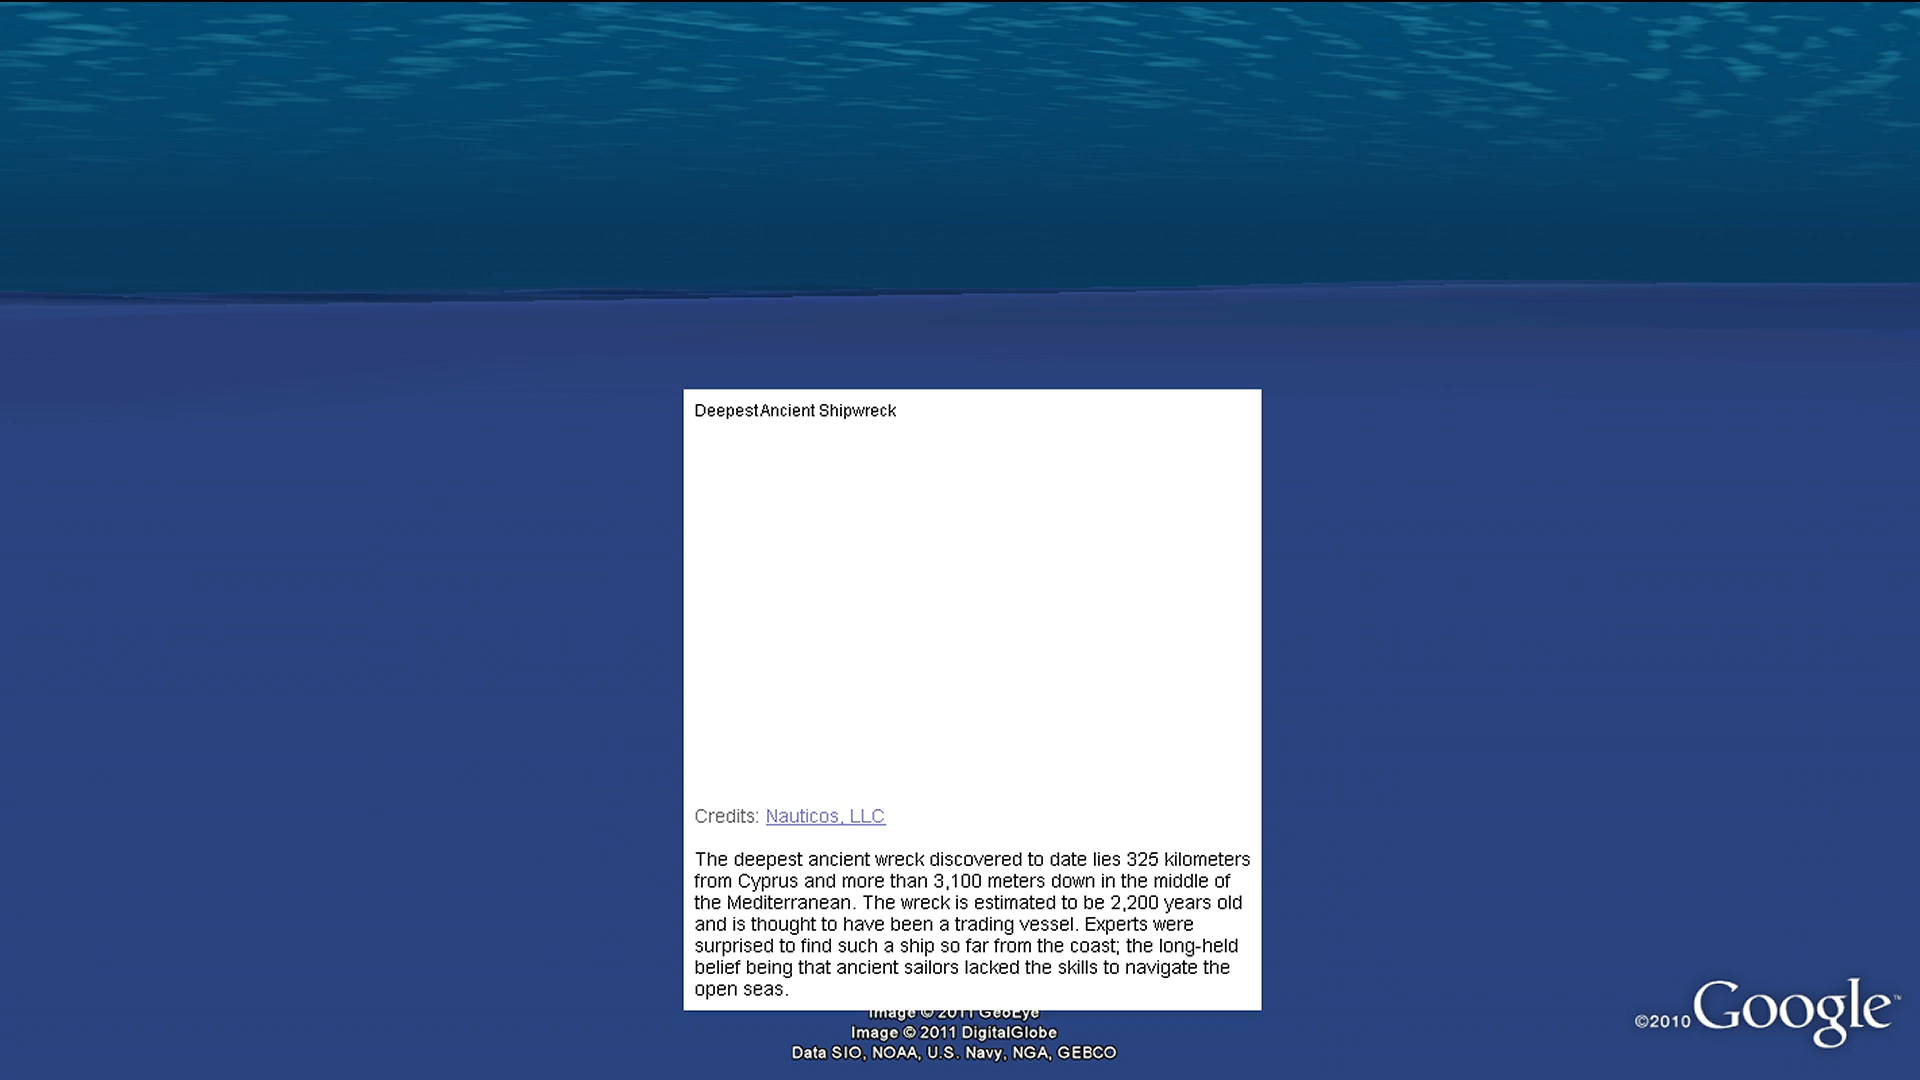 Deepest Ancient Shipwreck
Credits: Nauticos, LLC
The deepest ancient wreck discovered to date lies 325 kilometers
from Cyprus and more than 3,100 meters down in the middle of
the Mediterranean. The wreck is estimated to be 2,200 years old
and is thought to have been a trading vessel. Experts were
surprised to find such a ship so far from the coast; the long-held
belief being that ancient sailors lacked the skills to navigate the
open seas.
Image © 2011 GeoEye
Image © 2011 DigitalGlobe
Data SIO, NOAA, U.S. Navy, NGA, GEBCO
©2010 Google™